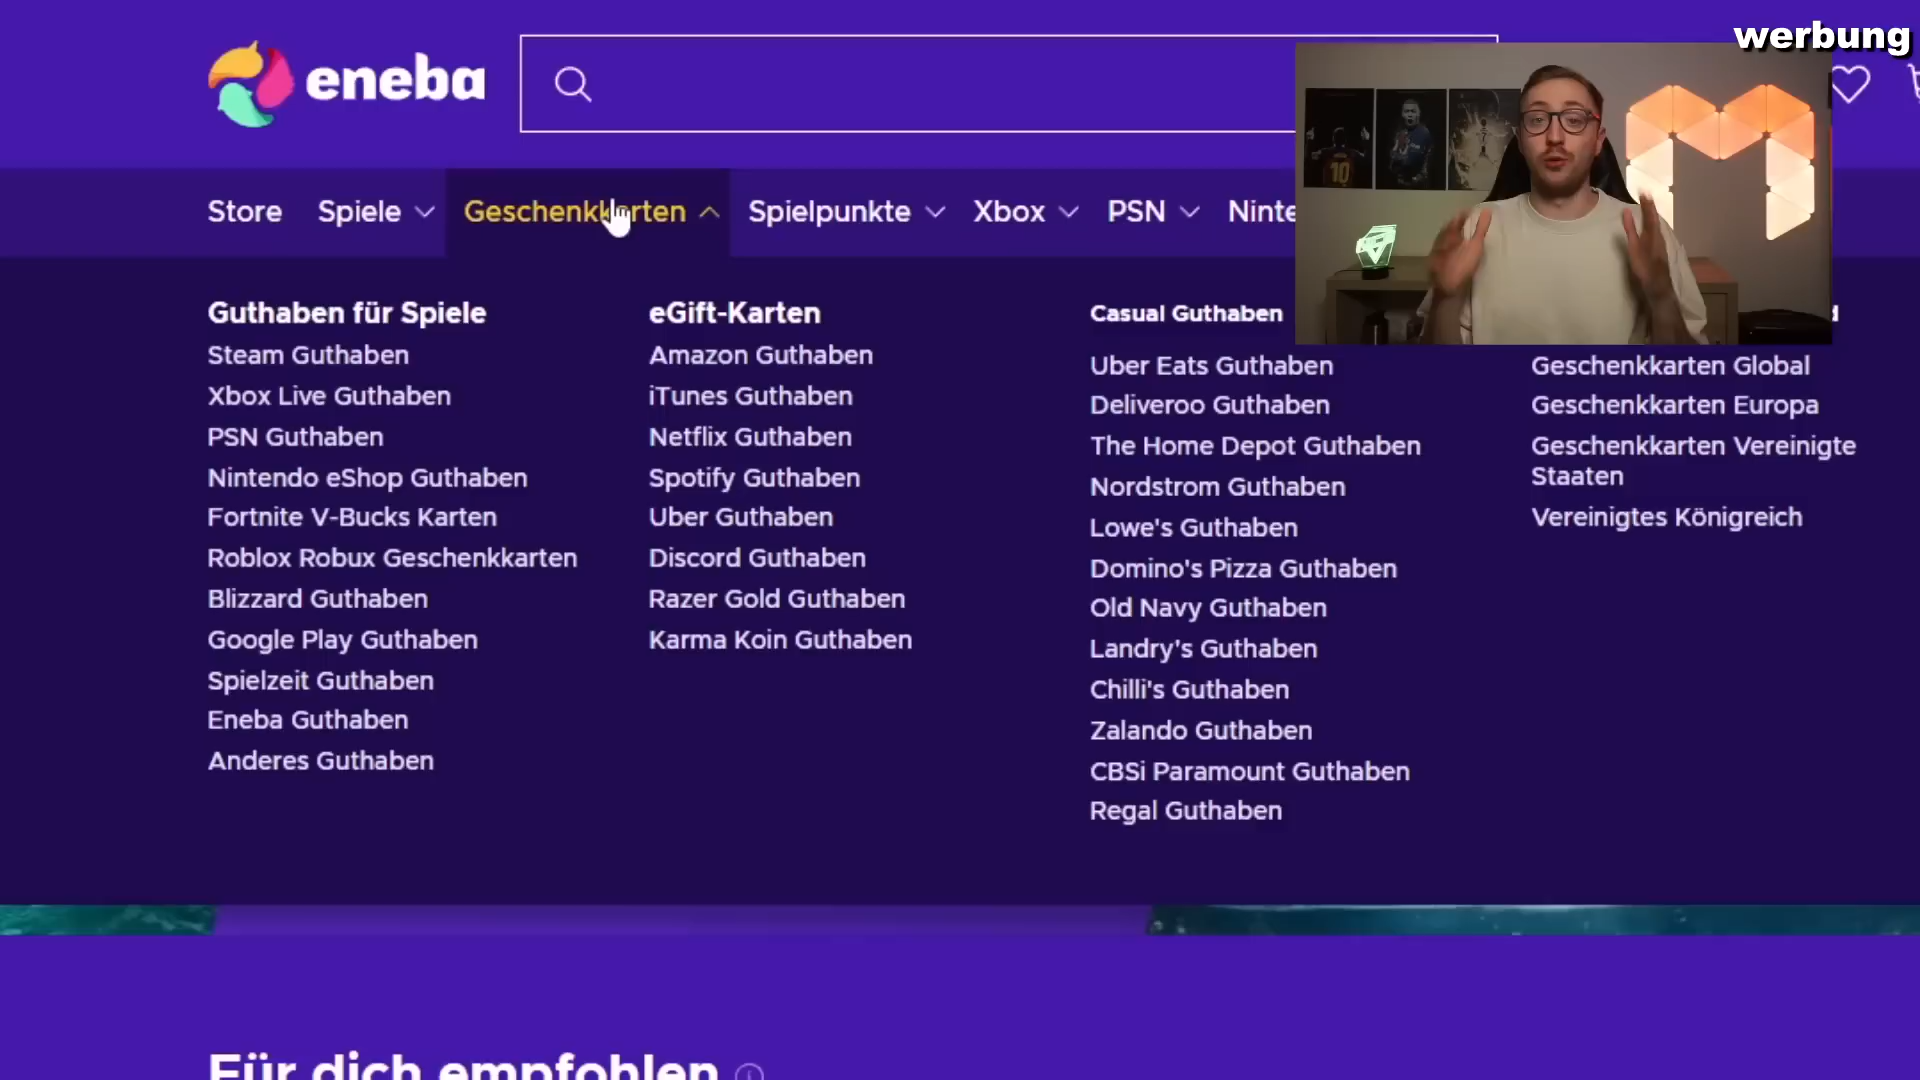 werbung
eneba
Store
Spiele
Geschenkkarten
Spielpunkte
Xbox
PSN
Ninte
Guthaben für Spiele
Steam Guthaben
Xbox Live Guthaben
PSN Guthaben
Nintendo eShop Guthaben
Fortnite V-Bucks Karten
Roblox Robux Geschenkkarten
Blizzard Guthaben
Google Play Guthaben
Spielzeit Guthaben
Eneba Guthaben
Anderes Guthaben
eGift-Karten
Amazon Guthaben
iTunes Guthaben
Netflix Guthaben
Spotify Guthaben
Uber Guthaben
Discord Guthaben
Razer Gold Guthaben
Karma Koin Guthaben
Casual Guthaben
Uber Eats Guthaben
Deliveroo Guthaben
The Home Depot Guthaben
Nordstrom Guthaben
Lowe's Guthaben
Domino's Pizza Guthaben
Old Navy Guthaben
Landry's Guthaben
Chilli's Guthaben
Zalando Guthaben
CBSi Paramount Guthaben
Regal Guthaben
Geschenkkarten Global
Geschenkkarten Europa
Geschenkkarten Vereinigte
Staaten
Vereinigtes Königreich
Für dich empfohlen
10